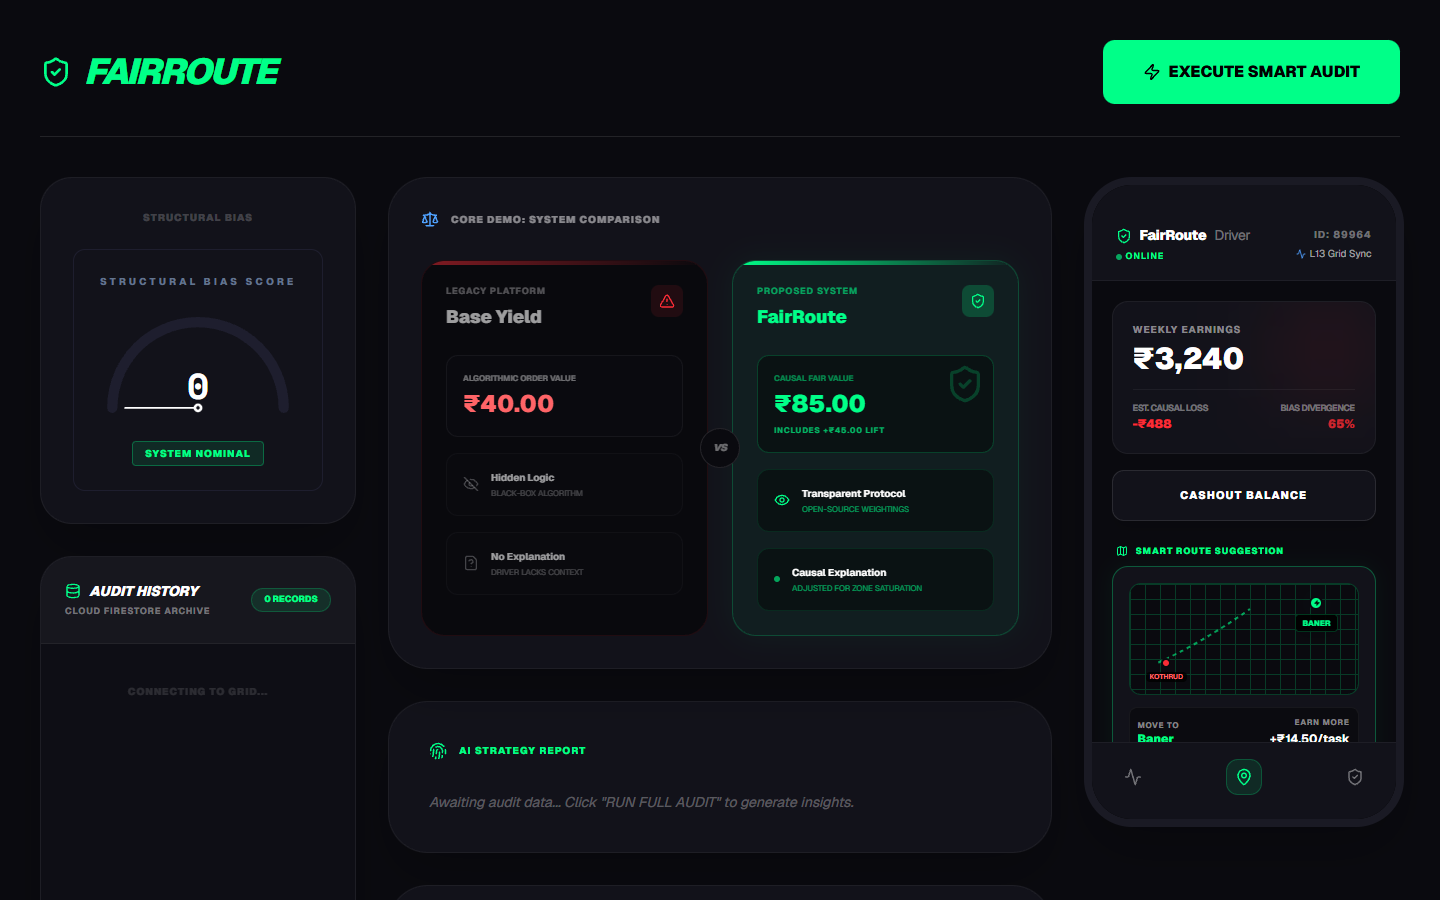 FAIRROUTE
EXECUTE SMART AUDIT
STRUCTURAL BIAS
STRUCTURAL BIAS SCORE
0
SYSTEM NOMINAL
AUDIT HISTORY
CLOUD FIRESTORE ARCHIVE
0 RECORDS
CONNECTING TO GRID...
CORE DEMO: SYSTEM COMPARISON
LEGACY PLATFORM
Base Yield
ALGORITHMIC ORDER VALUE
₹40.00
Hidden Logic
BLACK-BOX ALGORITHM
No Explanation
DRIVER LACKS CONTEXT
VS
PROPOSED SYSTEM
FairRoute
CAUSAL FAIR VALUE
₹85.00
INCLUDES +₹45.00 LIFT
Transparent Protocol
OPEN-SOURCE WEIGHTINGS
Causal Explanation
ADJUSTED FOR ZONE SATURATION
AI STRATEGY REPORT
Awaiting audit data... Click "RUN FULL AUDIT" to generate insights.
FairRoute Driver
ID: 89964
ONLINE
L13 Grid Sync
WEEKLY EARNINGS
₹3,240
EST. CAUSAL LOSS
BIAS DIVERGENCE
-₹488
65%
CASHOUT BALANCE
SMART ROUTE SUGGESTION
BANER
KOTHRUD
MOVE TO
EARN MORE
Baner
+₹14.50/task